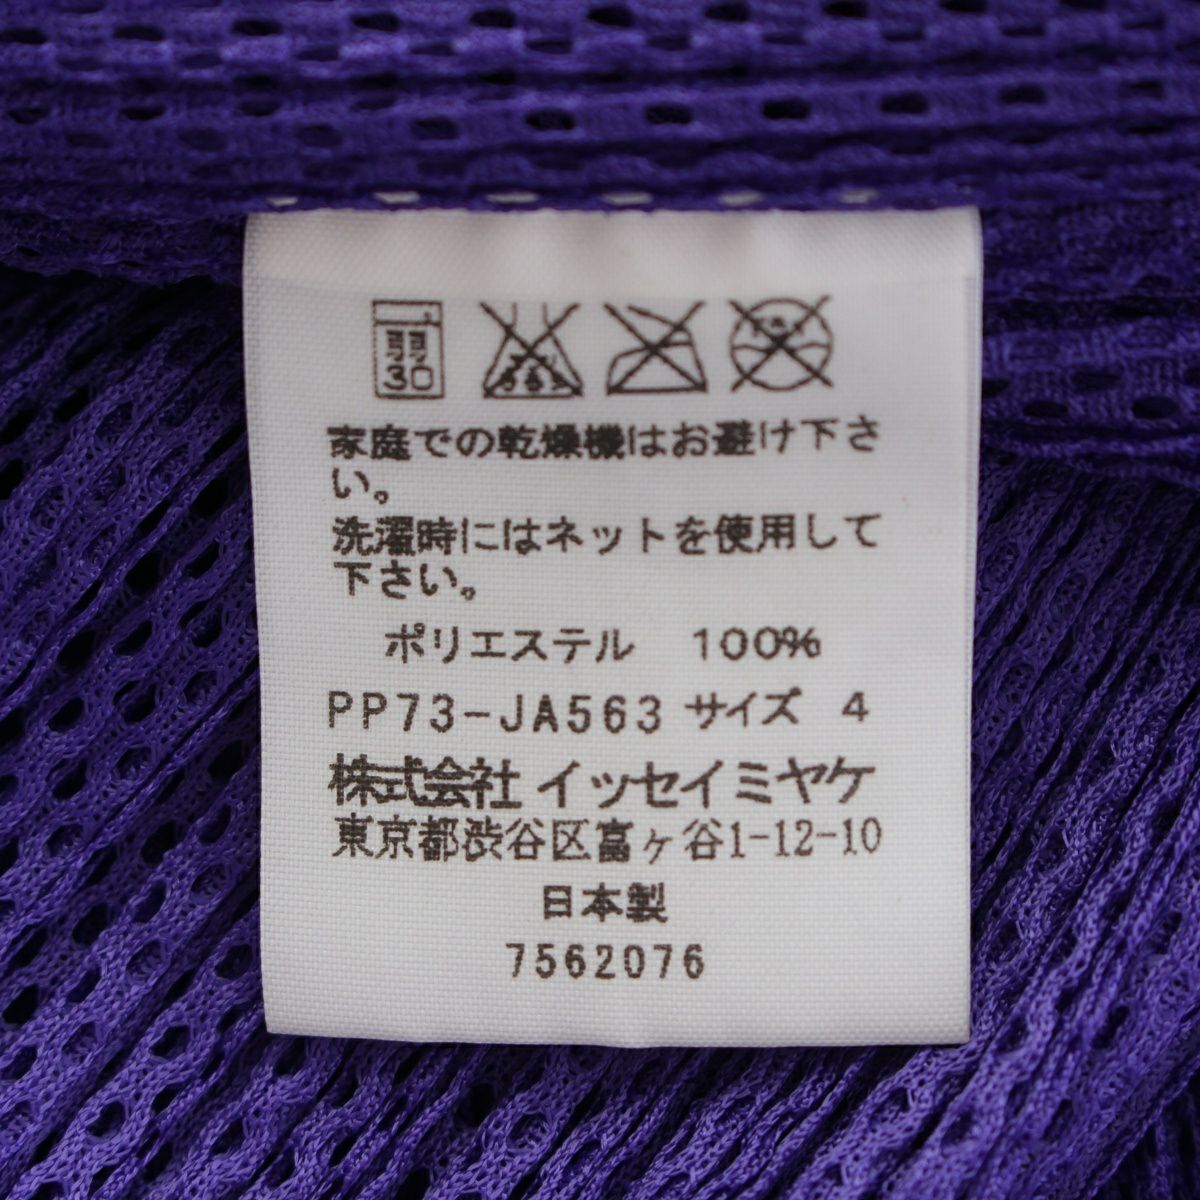 弱
30
家庭での乾燥機はお避け下さ
い。
洗濯時にはネットを使用して
下さい。
ポリエステル 100%
PP73-JA563 サイズ 4
株式会社 イッセイミヤケ
東京都渋谷区富ヶ谷1-12-10
日本製
7562076